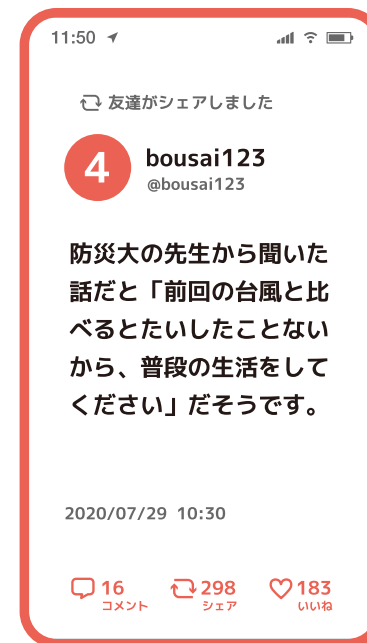 11:50
友達がシェアしました
4
bousai123
@bousai123
防災大の先生から聞いた
話だと「前回の台風と比
べるとたいしたことない
から、普段の生活をして
ください」だそうです。
2020/07/29 10:30
16
コメント
298
シェア
183
いいね